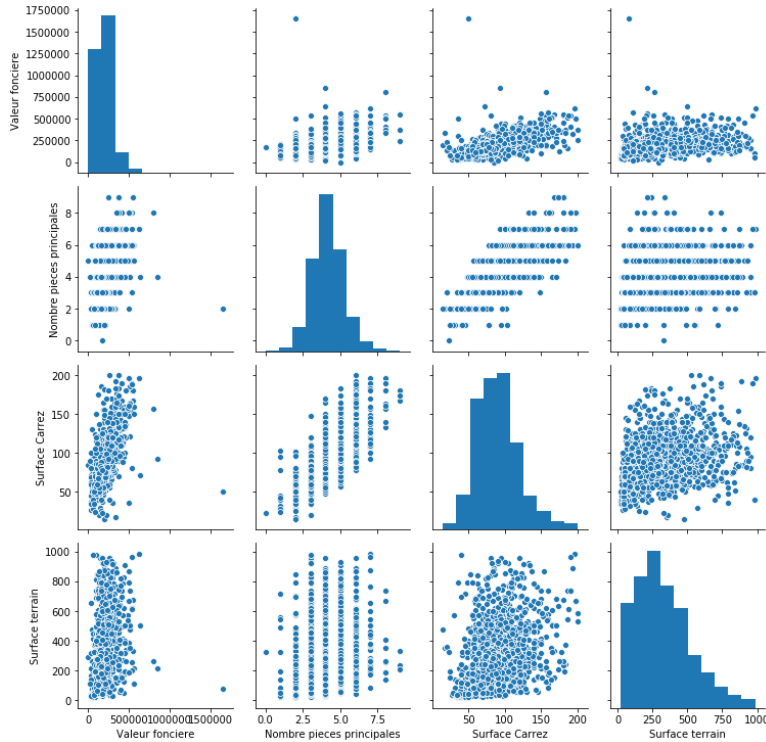 1750000
1500000
1250000
1000000
750000
500000
250000
0
Valeur fonciere
8
6
4
2
0
Nombre pieces principales
200
150
100
50
Surface Carrez
1000
800
600
400
200
0
Surface terrain
0 500000 1000000 1500000
Valeur fonciere
0.0 2.5 5.0 7.5
Nombre pieces principales
50 100 150 200
Surface Carrez
0 250 500 750 1000
Surface terrain